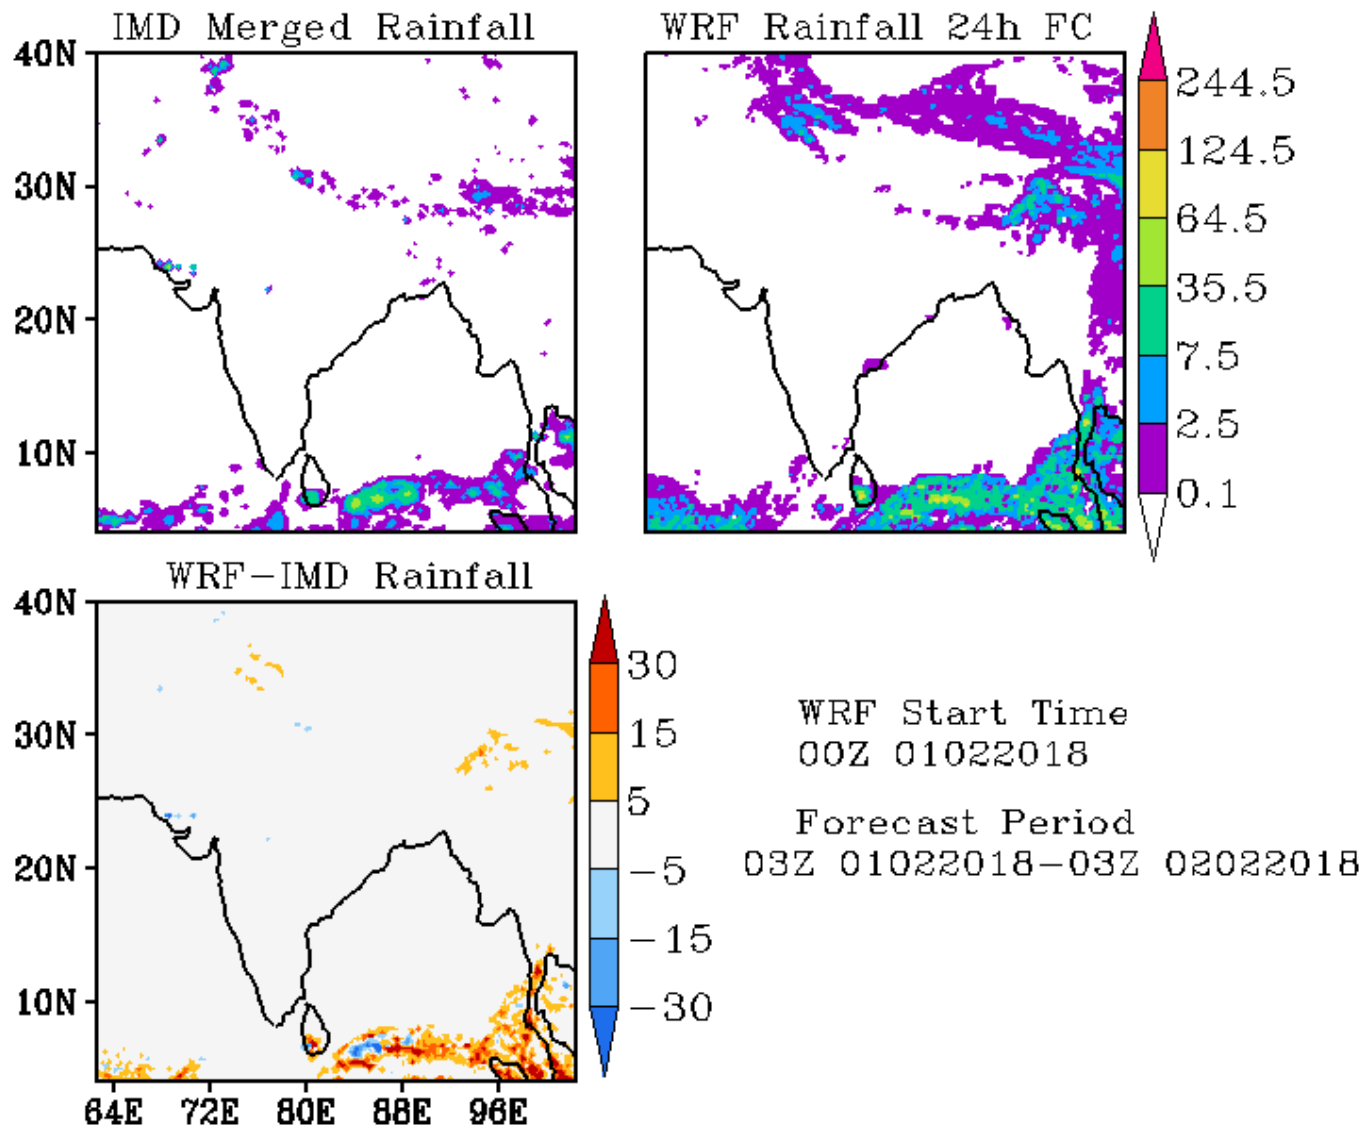 IMD Merged Rainfall
WRF Rainfall 24h FC
40N
30N
20N
10N
244.5
124.5
64.5
35.5
7.5
2.5
0.1
WRF-IMD Rainfall
40N
30N
20N
10N
64E 72E 80E 88E 96E
30
15
5
-5
-15
-30
WRF Start Time
00Z 01022018
Forecast Period
03Z 01022018-03Z 02022018